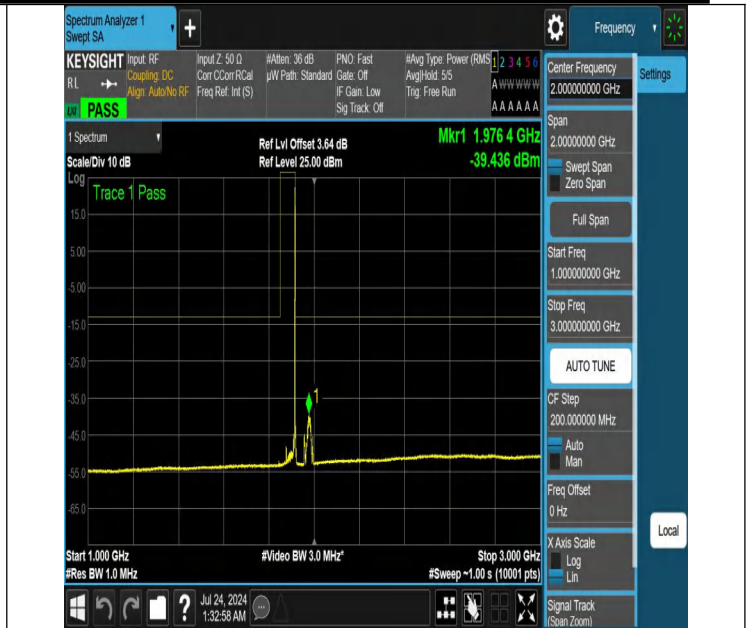 Spectrum Analyzer 1
Swept SA
Frequency
KEYSIGHT
RL
PASS
Input: RF
Coupling: DC
Align: Auto/No RF
Input Z: 50 Ω
Corr CCorr RCal
Freq Ref: Int (S)
#Atten: 36 dB
µW Path: Standard
PNO: Fast
Gate: Off
IF Gain: Low
Sig Track: Off
#Avg Type: Power (RMS
Avg|Hold: 5/5
Trig: Free Run
1 2 3 4 5 6
A W W W W W
A A A A A A
1 Spectrum
Scale/Div 10 dB
Ref Lvl Offset 3.64 dB
Ref Level 25.00 dBm
Mkr1 1.976 4 GHz
-39.436 dBm
Log
Trace 1 Pass
15.0
5.00
-5.00
-15.0
-25.0
-35.0
-45.0
-55.0
-65.0
1
Start 1.000 GHz
#Res BW 1.0 MHz
#Video BW 3.0 MHz*
Stop 3.000 GHz
#Sweep ~1.00 s (10001 pts)
Center Frequency
2.000000000 GHz
Settings
Span
2.00000000 GHz
Swept Span
Zero Span
Full Span
Start Freq
1.000000000 GHz
Stop Freq
3.000000000 GHz
AUTO TUNE
CF Step
200.000000 MHz
Auto
Man
Freq Offset
0 Hz
X Axis Scale
Log
Lin
Local
Signal Track
(Span Zoom)
?
Jul 24, 2024
1:32:58 AM